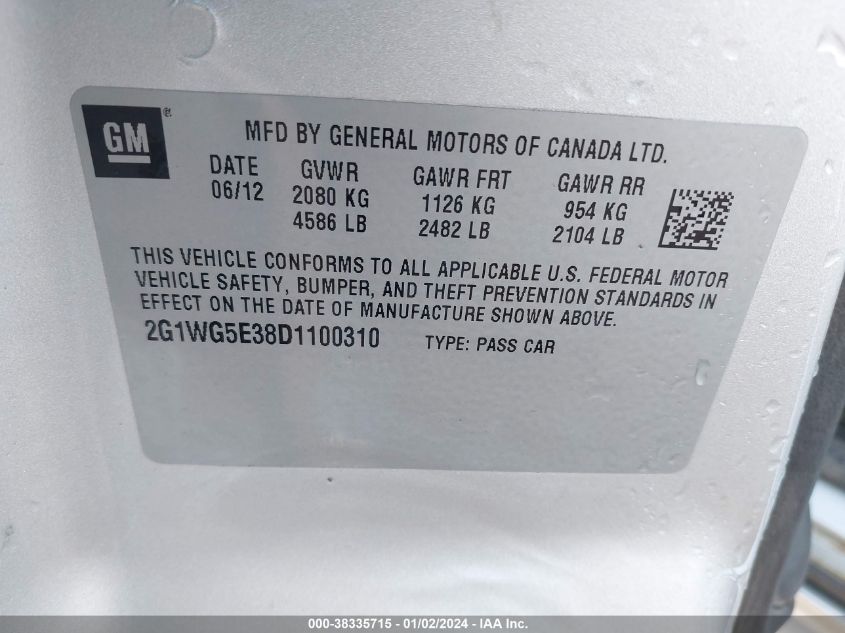 GM®
MFD BY GENERAL MOTORS OF CANADA LTD.
DATE GVWR GAWR FRT GAWR RR
06/12 2080 KG 1126 KG 954 KG
4586 LB 2482 LB 2104 LB
THIS VEHICLE CONFORMS TO ALL APPLICABLE U.S. FEDERAL MOTOR
VEHICLE SAFETY, BUMPER, AND THEFT PREVENTION STANDARDS IN
EFFECT ON THE DATE OF MANUFACTURE SHOWN ABOVE.
2G1WG5E38D1100310 TYPE: PASS CAR
000-38335715 - 01/02/2024 - IAA Inc.